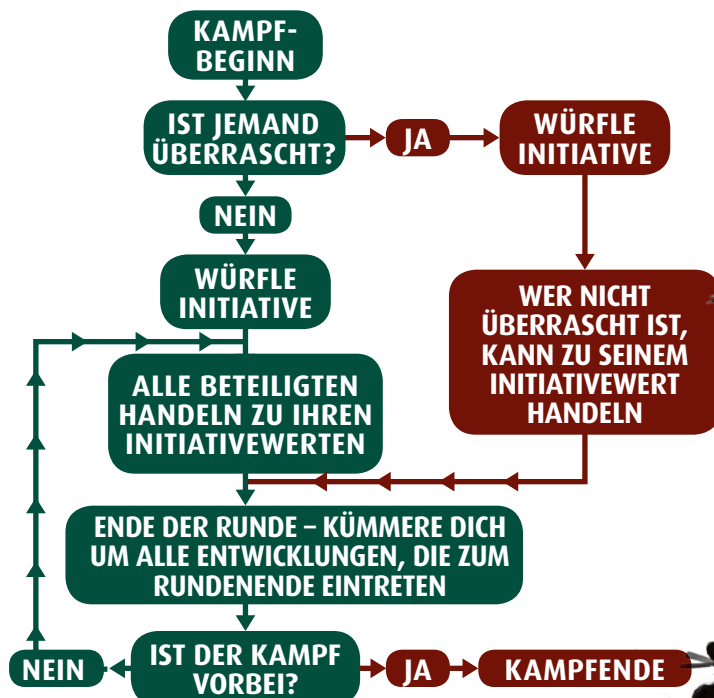 KAMPF-
BEGINN
IST JEMAND
ÜBERRASCHT?
JA
WÜRFLE
INITIATIVE
NEIN
WÜRFLE
INITIATIVE
WER NICHT
ÜBERRASCHT IST,
KANN ZU SEINEM
INITIATIVEWERT
HANDELN
ALLE BETEILIGTEN
HANDELN ZU IHREN
INITIATIVEWERTEN
ENDE DER RUNDE – KÜMMERE DICH
UM ALLE ENTWICKLUNGEN, DIE ZUM
RUNDENENDE EINTRETEN
IST DER KAMPF
VORBEI?
NEIN
JA
KAMPFENDE